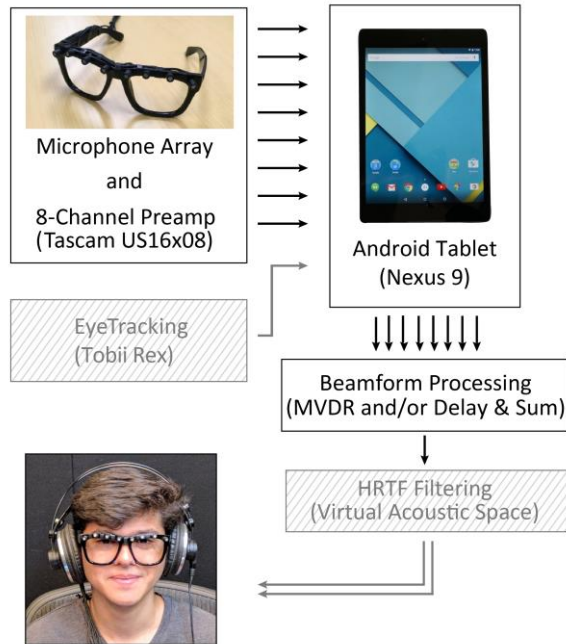 Microphone Array
and
8-Channel Preamp
(Tascam US16x08)
Android Tablet
(Nexus 9)
EyeTracking
(Tobii Rex)
Beamform Processing
(MVDR and/or Delay & Sum)
HRTF Filtering
(Virtual Acoustic Space)